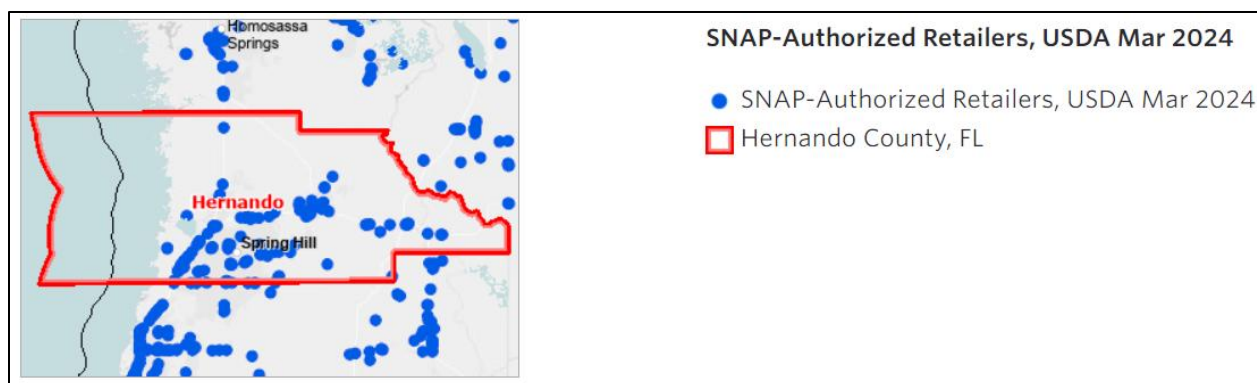 Homosassa
Springs
Hernando
Spring Hill
SNAP-Authorized Retailers, USDA Mar 2024
SNAP-Authorized Retailers, USDA Mar 2024
Hernando County, FL